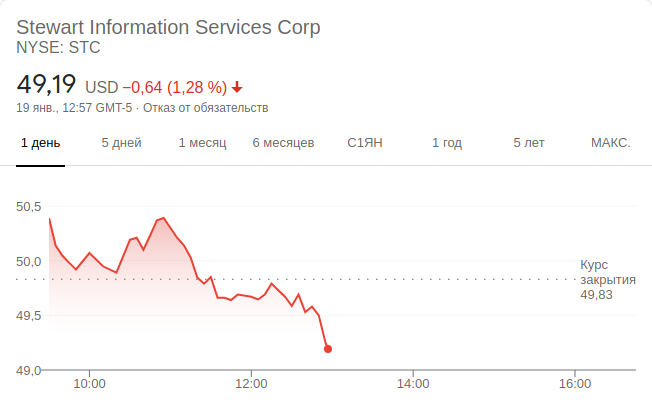 Stewart Information Services Corp
NYSE: STC
49,19 USD −0,64 (1,28 %)
19 янв., 12:57 GMT-5 · Отказ от обязательств
1 день 5 дней 1 месяц 6 месяцев С1ЯН 1 год 5 лет МАКС.
50,5
50,0
Курс
закрытия
49,83
49,5
49,0
10:00 12:00 14:00 16:00